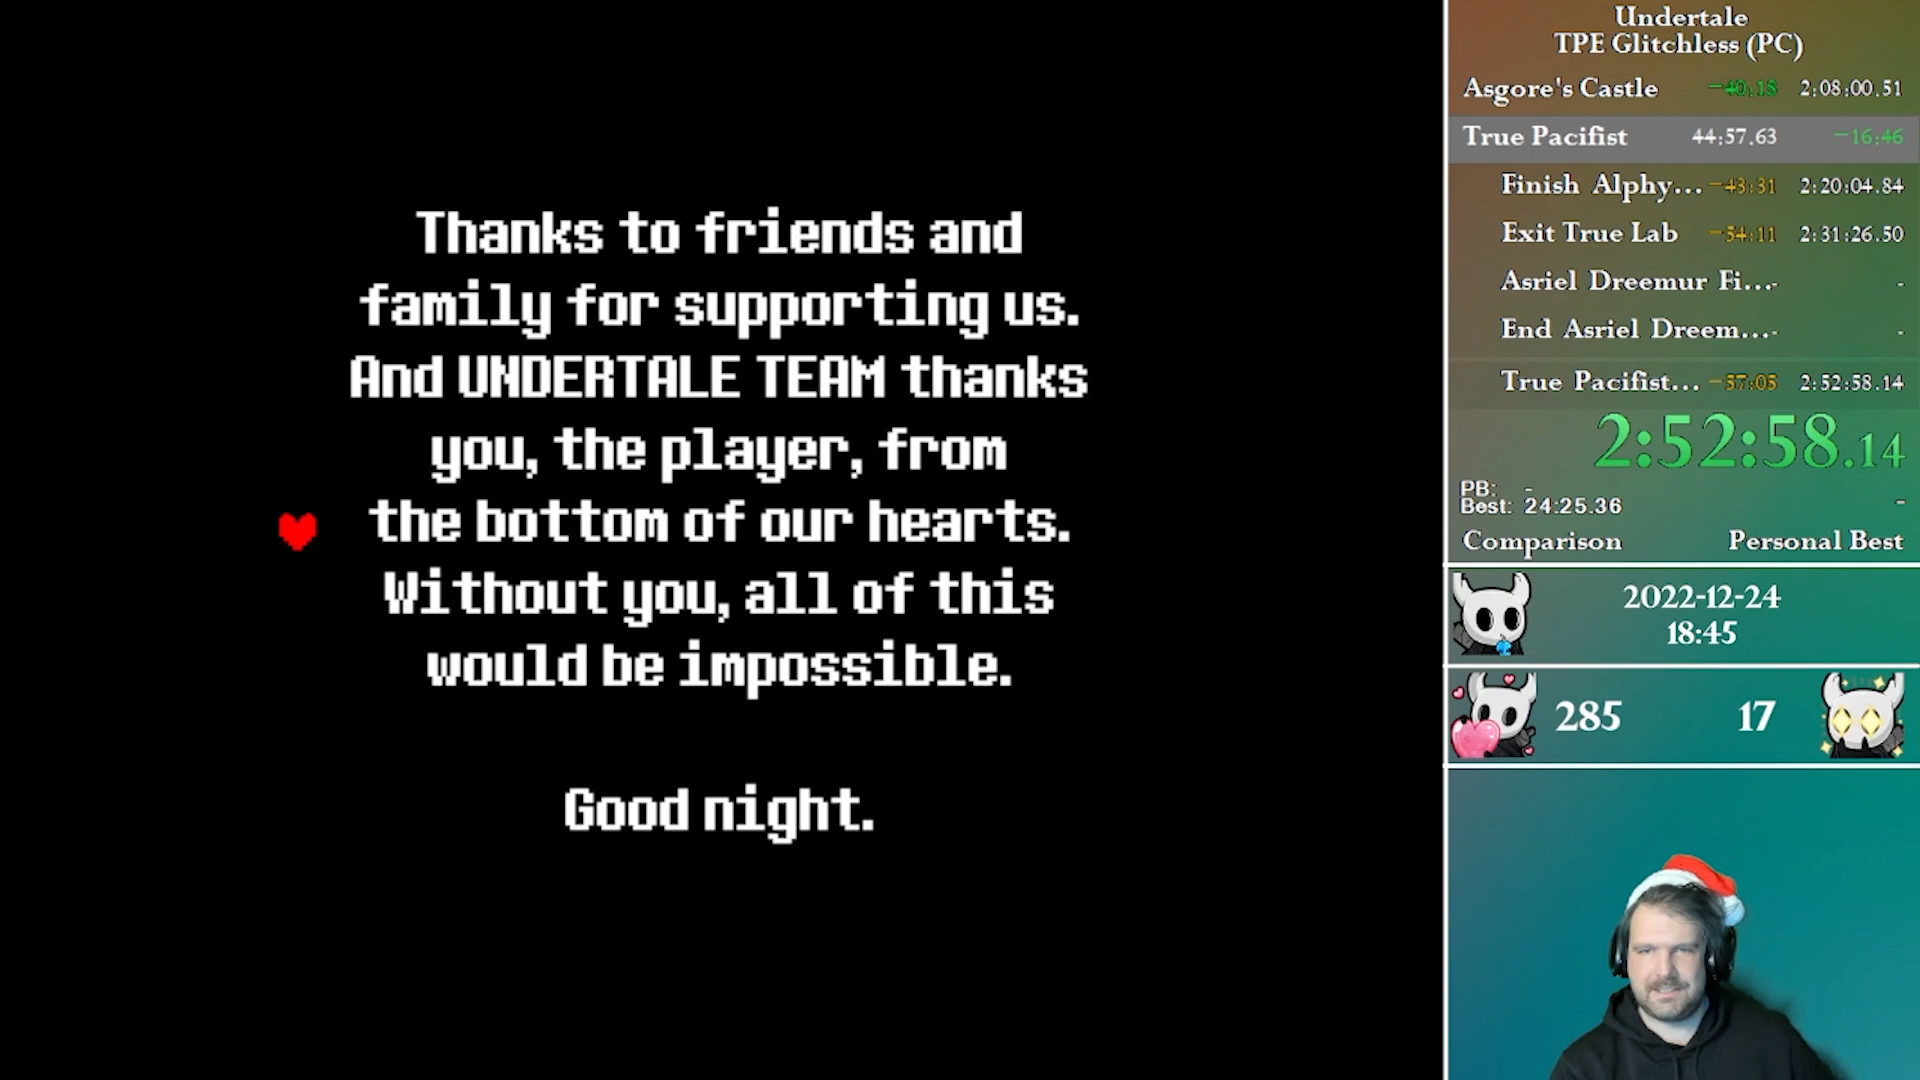 Thanks to friends and
family for supporting us.
And UNDERTALE TEAM thanks
you, the player, from
the bottom of our hearts.
Without you, all of this
would be impossible.
Good night.
Undertale
TPE Glitchless (PC)
Asgore's Castle −40.18 2:08:00.51
True Pacifist 44:57.63 −16:46
Finish Alphy... −43:31 2:20:04.84
Exit True Lab −54:11 2:31:26.50
Asriel Dreemur Fi...- -
End Asriel Dreem...- -
True Pacifist... −57:05 2:52:58.14
2:52:58.14
PB: -
Best: 24:25.36 -
Comparison Personal Best
2022-12-24
18:45
285 17